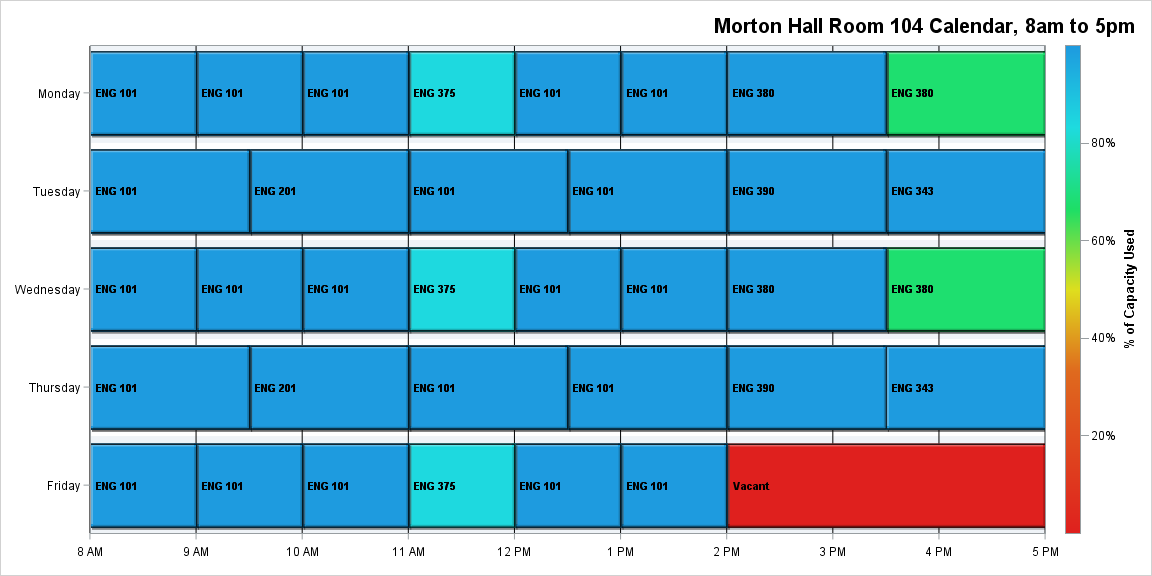 Morton Hall Room 104 Calendar, 8am to 5pm
Monday
ENG 101
ENG 101
ENG 101
ENG 375
ENG 101
ENG 101
ENG 380
ENG 380
Tuesday
ENG 101
ENG 201
ENG 101
ENG 101
ENG 390
ENG 343
Wednesday
ENG 101
ENG 101
ENG 101
ENG 375
ENG 101
ENG 101
ENG 380
ENG 380
Thursday
ENG 101
ENG 201
ENG 101
ENG 101
ENG 390
ENG 343
Friday
ENG 101
ENG 101
ENG 101
ENG 375
ENG 101
ENG 101
Vacant
8 AM
9 AM
10 AM
11 AM
12 PM
1 PM
2 PM
3 PM
4 PM
5 PM
80%
60%
40%
20%
% of Capacity Used